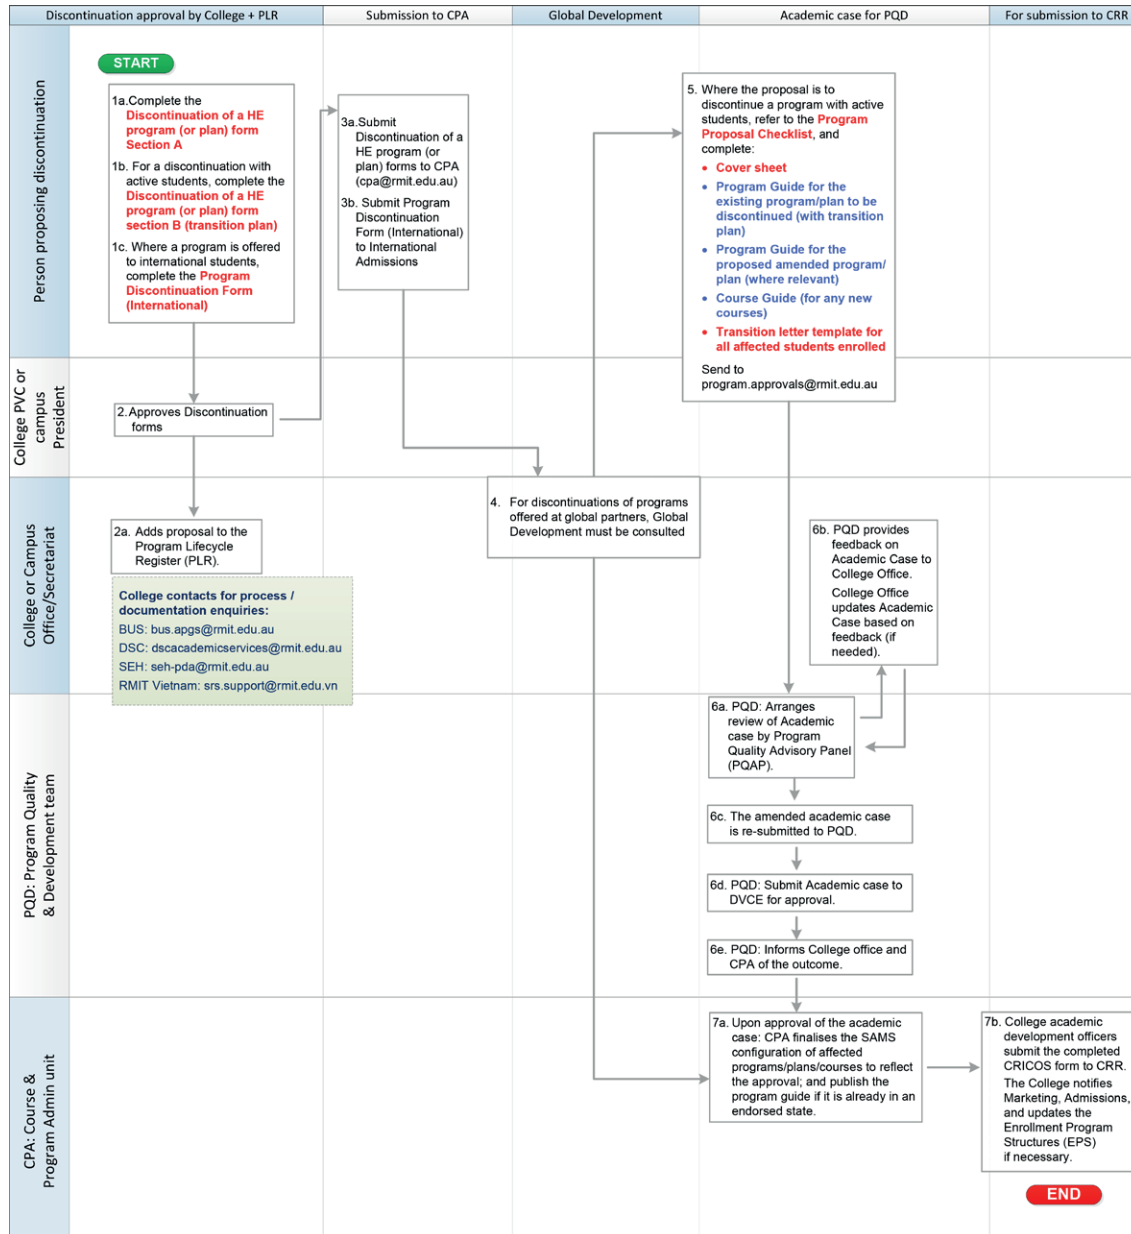 Discontinuation approval by College + PLR
Submission to CPA
Global Development
Academic case for PQD
For submission to CRR
Person proposing discontinuation
START
1a.Complete the
Discontinuation of a HE
program (or plan) form
Section A
1b. For a discontinuation with
active students, complete the
Discontinuation of a HE
program (or plan) form
section B (transition plan)
1c. Where a program is offered
to international students,
complete the Program
Discontinuation Form
(International)
3a.Submit
Discontinuation of a
HE program (or
plan) forms to CPA
(cpa@rmit.edu.au)
3b. Submit Program
Discontinuation
Form (International)
to International
Admissions
5. Where the proposal is to
discontinue a program with active
students, refer to the Program
Proposal Checklist, and
complete:
• Cover sheet
• Program Guide for the
existing program/plan to be
discontinued (with transition
plan)
• Program Guide for the
proposed amended program/
plan (where relevant)
• Course Guide (for any new
courses)
• Transition letter template for
all affected students enrolled
Send to
program.approvals@rmit.edu.au
College PVC or
campus
President
2. Approves Discontinuation
forms
College or Campus
Office/Secretariat
2a. Adds proposal to the
Program Lifecycle
Register (PLR).
College contacts for process /
documentation enquiries:
BUS: bus.apgs@rmit.edu.au
DSC: dscacademicservices@rmit.edu.au
SEH: seh-pda@rmit.edu.au
RMIT Vietnam: srs.support@rmit.edu.vn
4. For discontinuations of programs
offered at global partners, Global
Development must be consulted
6b. PQD provides
feedback on
Academic Case to
College Office.
College Office
updates Academic
Case based on
feedback (if
needed).
PQD: Program Quality
& Development team
6a. PQD: Arranges
review of Academic
case by Program
Quality Advisory Panel
(PQAP).
6c. The amended academic case
is re-submitted to PQD.
6d. PQD: Submit Academic case to
DVCE for approval.
6e. PQD: Informs College office and
CPA of the outcome.
CPA: Course &
Program Admin unit
7a. Upon approval of the academic
case: CPA finalises the SAMS
configuration of affected
programs/plans/courses to reflect
the approval; and publish the
program guide if it is already in an
endorsed state.
7b. College academic
development officers
submit the completed
CRICOS form to CRR.
The College notifies
Marketing, Admissions,
and updates the
Enrollment Program
Structures (EPS)
if necessary.
END